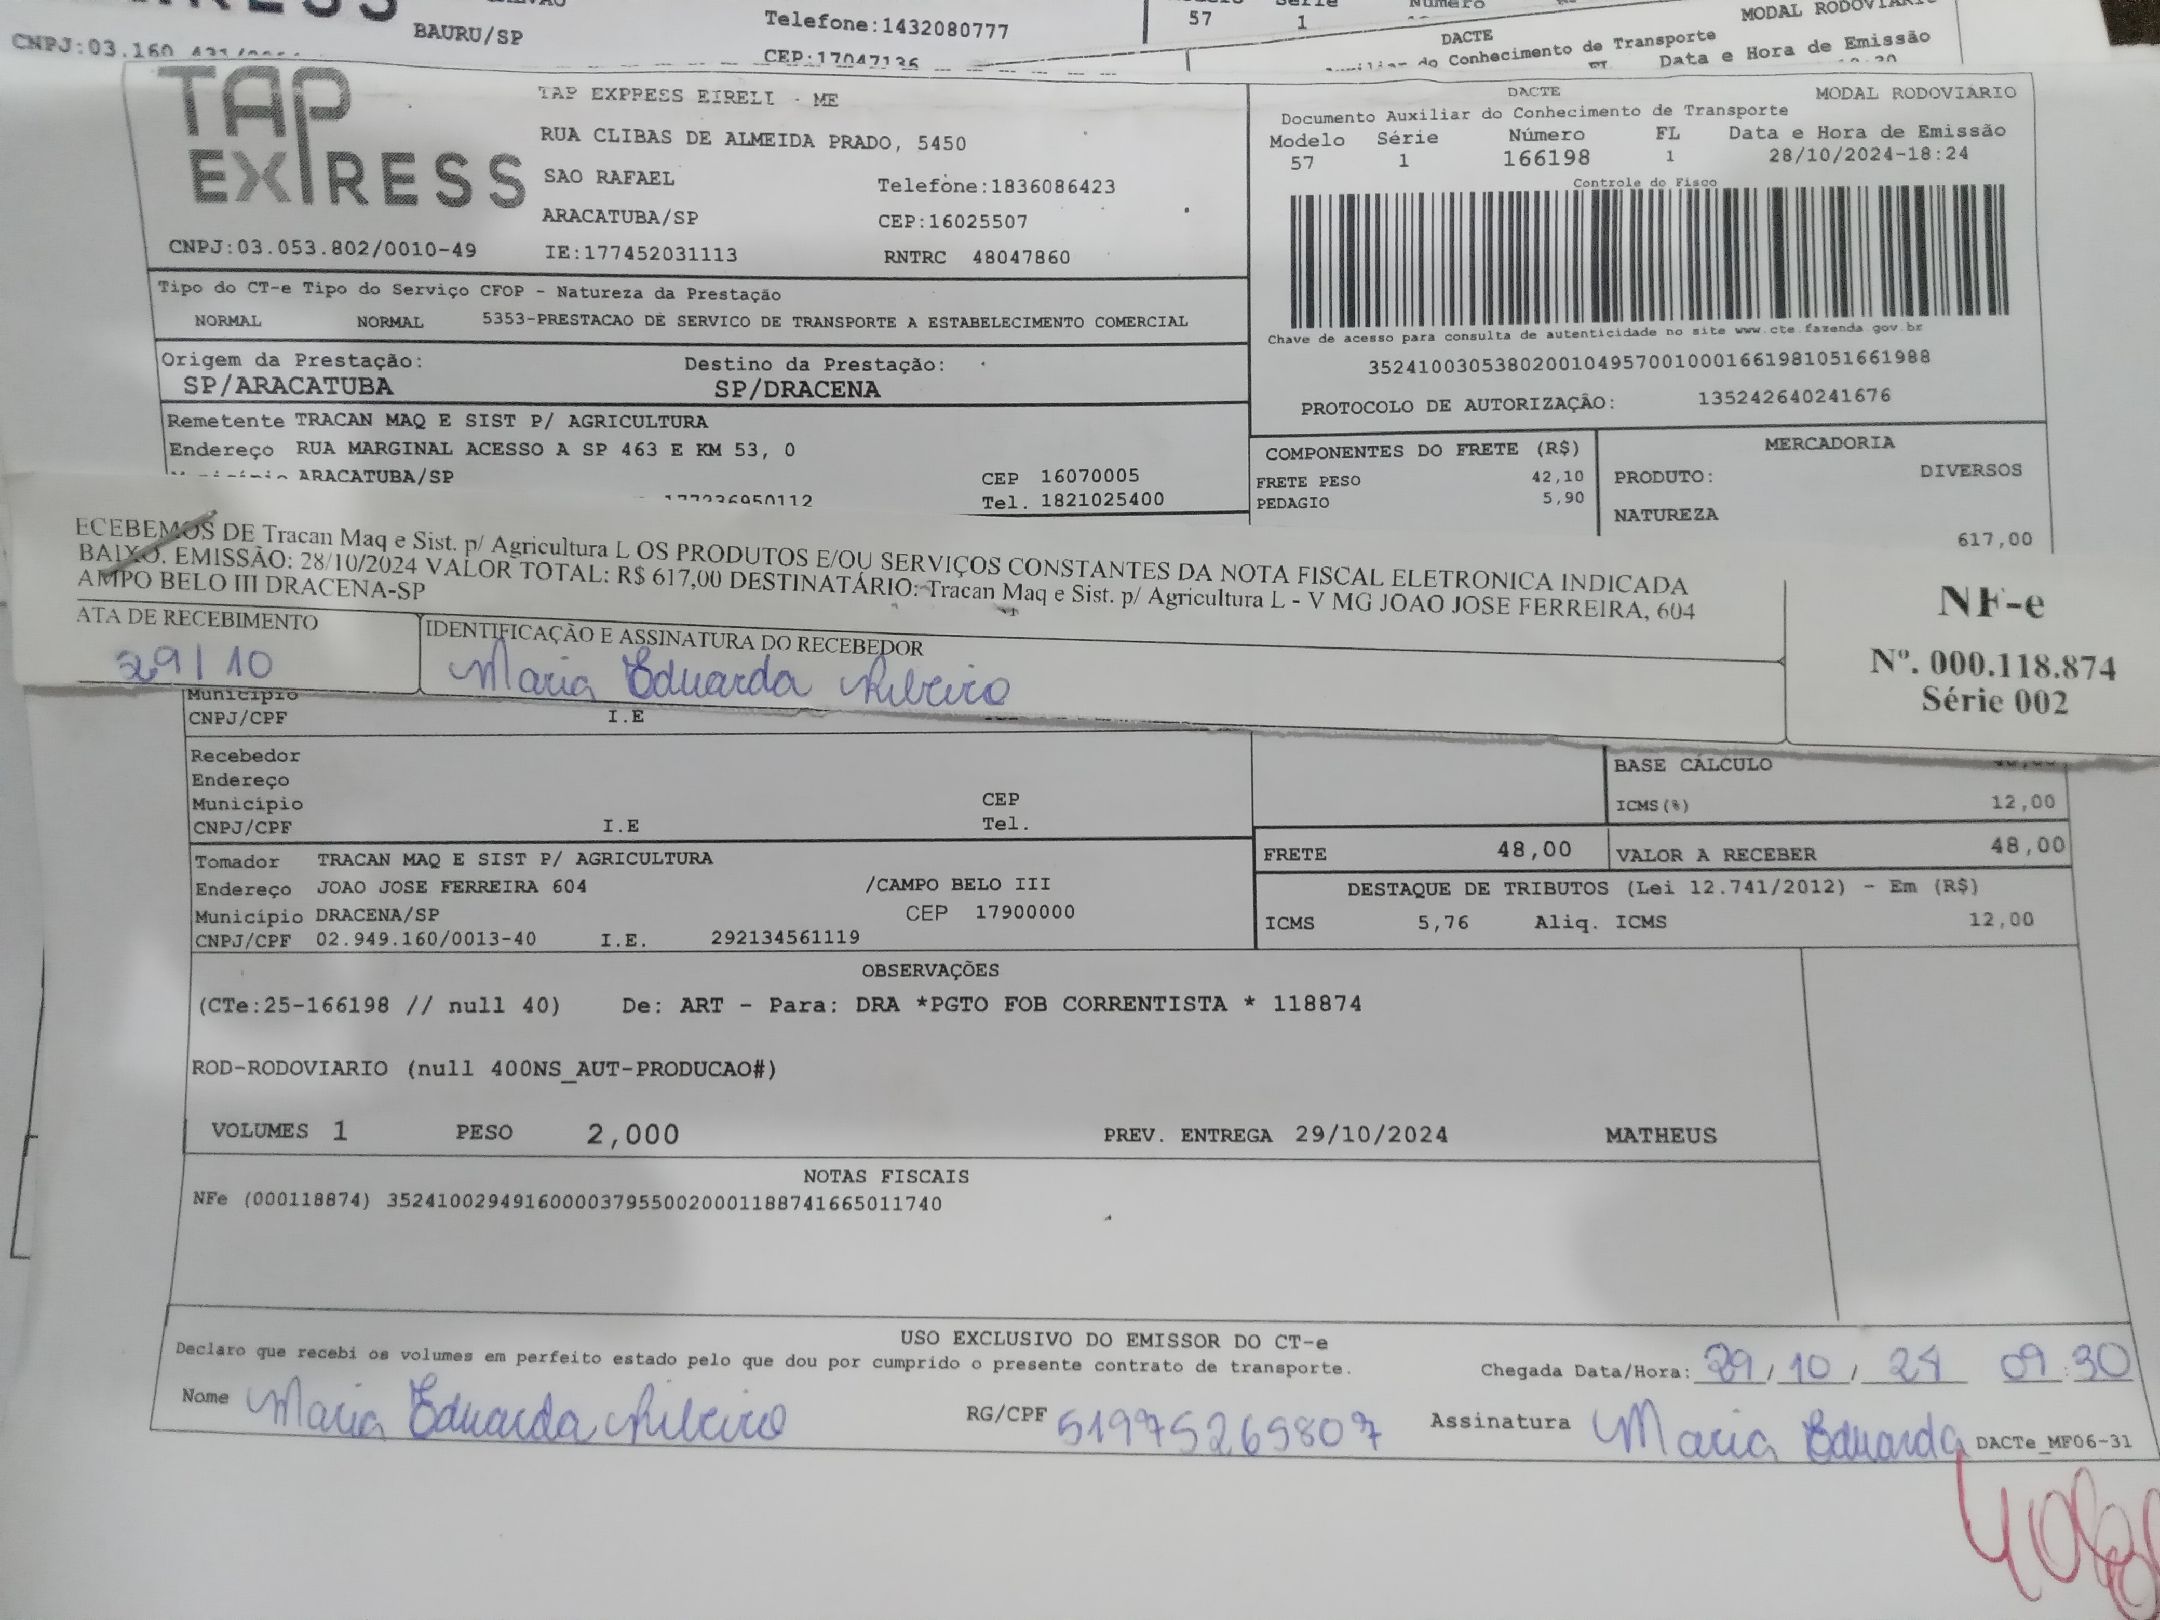 BAURU/SP
Telefone:1432080777
57
1
Número
MODAL RODOVIARIO
CNPJ:03.160
CEP:17047136
DACTE
do Conhecimento de Transporte
Data e Hora de Emissão
TAP
EXPRESS
TAP EXPRESS EIRELI - ME
RUA CLIBAS DE ALMEIDA PRADO, 5450
SAO RAFAEL
Telefone:1836086423
ARACATUBA/SP
CEP:16025507
CNPJ:03.053.802/0010-49
IE:177452031113
RNTRC 48047860
DACTE
MODAL RODOVIARIO
Documento Auxiliar do Conhecimento de Transporte
Modelo Série Número FL Data e Hora de Emissão
57 1 166198 1 28/10/2024-18:24
Controle do Fisco
Chave de acesso para consulta de autenticidade no site www.cte.fazenda.gov.br
35241003053802001049570010001661981051661988
PROTOCOLO DE AUTORIZAÇÃO: 135242640241676
Tipo do CT-e Tipo do Serviço CFOP - Natureza da Prestação
NORMAL NORMAL 5353-PRESTACAO DE SERVICO DE TRANSPORTE A ESTABELECIMENTO COMERCIAL
Origem da Prestação: Destino da Prestação:
SP/ARACATUBA SP/DRACENA
Remetente TRACAN MAQ E SIST P/ AGRICULTURA
Endereço RUA MARGINAL ACESSO A SP 463 E KM 53, 0
ARACATUBA/SP CEP 16070005
177236950112 Tel. 1821025400
COMPONENTES DO FRETE (R$)
FRETE PESO 42,10
PEDAGIO 5,90
MERCADORIA
PRODUTO: DIVERSOS
NATUREZA
617,00
ECEBEMOS DE Tracan Maq e Sist. p/ Agricultura L OS PRODUTOS E/OU SERVIÇOS CONSTANTES DA NOTA FISCAL ELETRONICA INDICADA
BAIXO. EMISSÃO: 28/10/2024 VALOR TOTAL: R$ 617,00 DESTINATÁRIO: Tracan Maq e Sist. p/ Agricultura L - V MG JOAO JOSE FERREIRA, 604
AMPO BELO III DRACENA-SP
ATA DE RECEBIMENTO
29/10
IDENTIFICAÇÃO E ASSINATURA DO RECEBEDOR
Maria Eduarda Ribeiro
NF-e
Nº. 000.118.874
Série 002
Município
CNPJ/CPF I.E
Recebedor
Endereço
Município CEP
CNPJ/CPF I.E Tel.
BASE CÁLCULO
ICMS(%) 12,00
FRETE 48,00 VALOR A RECEBER 48,00
Tomador TRACAN MAQ E SIST P/ AGRICULTURA
Endereço JOAO JOSE FERREIRA 604 /CAMPO BELO III
Município DRACENA/SP CEP 17900000
CNPJ/CPF 02.949.160/0013-40 I.E. 292134561119
DESTAQUE DE TRIBUTOS (Lei 12.741/2012) - Em (R$)
ICMS 5,76 Aliq. ICMS 12,00
OBSERVAÇÕES
(CTe:25-166198 // null 40) De: ART - Para: DRA *PGTO FOB CORRENTISTA * 118874
ROD-RODOVIARIO (null 400NS_AUT-PRODUCAO#)
VOLUMES 1 PESO 2,000 PREV. ENTREGA 29/10/2024 MATHEUS
NOTAS FISCAIS
NFe (000118874) 35241002949160000379550020001188741665011740
USO EXCLUSIVO DO EMISSOR DO CT-e
Declaro que recebi os volumes em perfeito estado pelo que dou por cumprido o presente contrato de transporte.
Chegada Data/Hora: 29/10/24 09:30
Nome Maria Eduarda Ribeiro RG/CPF 51975265807 Assinatura Maria Eduarda DACTe_MF06-31